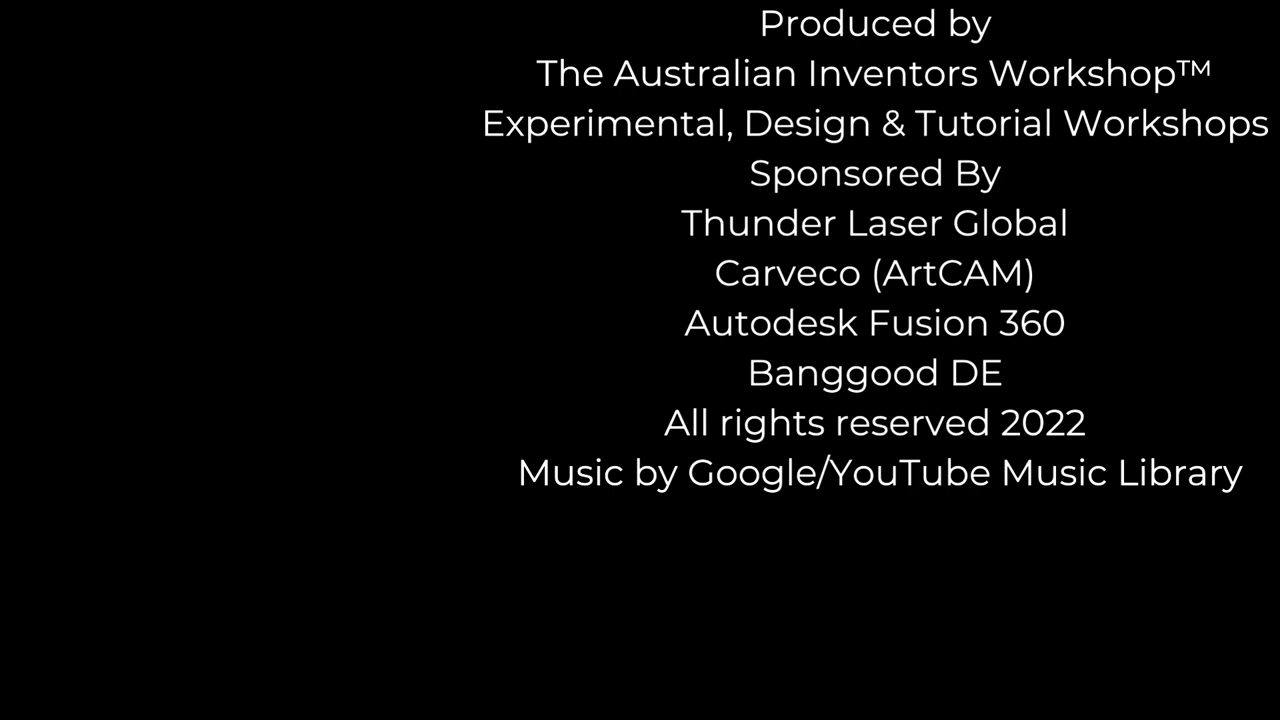 Produced by
The Australian Inventors Workshop™
Experimental, Design & Tutorial Workshops
Sponsored By
Thunder Laser Global
Carveco (ArtCAM)
Autodesk Fusion 360
Banggood DE
All rights reserved 2022
Music by Google/YouTube Music Library